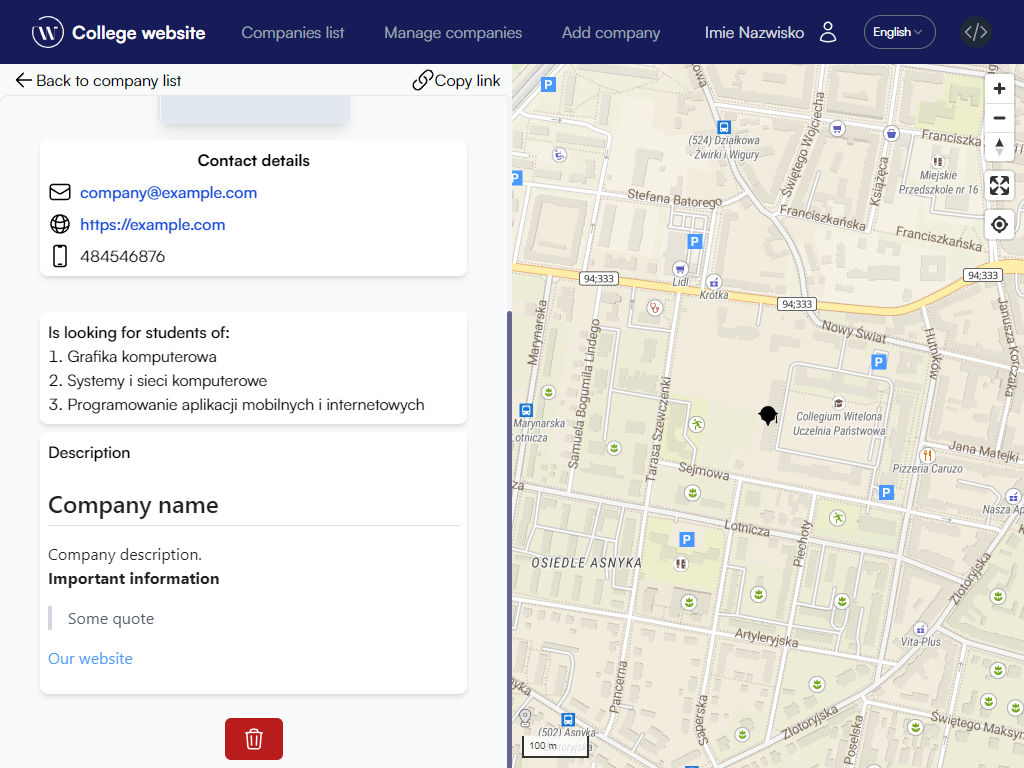 College website
Companies list
Manage companies
Add company
Imie Nazwisko
English
Back to company list
Copy link
Contact details
company@example.com
https://example.com
484546876
Is looking for students of:
1. Grafika komputerowa
2. Systemy i sieci komputerowe
3. Programowanie aplikacji mobilnych i internetowych
Description
Company name
Company description.
Important information
Some quote
Our website
P
(524) Działkowa
- Żwirki i Wigury
Świętego Wojciecha
Książęca
Franciszkańska
Miejskie
Przedszkole nr 16
P
Stefana Batorego
Franciszkańska
Franciszkańska
P
Lidl
Krótka
94;333
94;333
94;333
Nowy Świat
Hutników
Janusza Korczaka
Marynarska
Samuela Bogumiła Lindego
Tarasa Szewczenki
P
Collegium Witelona
Uczelnia Państwowa
Marynarska
Lotnicza
Sejmowa
Jana Matejki
Pizzeria Caruzo
P
Nasza Ap
Lotnicza
Piechoty
P
OSIEDLE ASNYKA
Złotoryjska
Artyleryjska
Vita-Plus
Pancerna
Saperska
Złotoryjska
Poselska
Świętego Maksym
(502) Asnyka
100 m